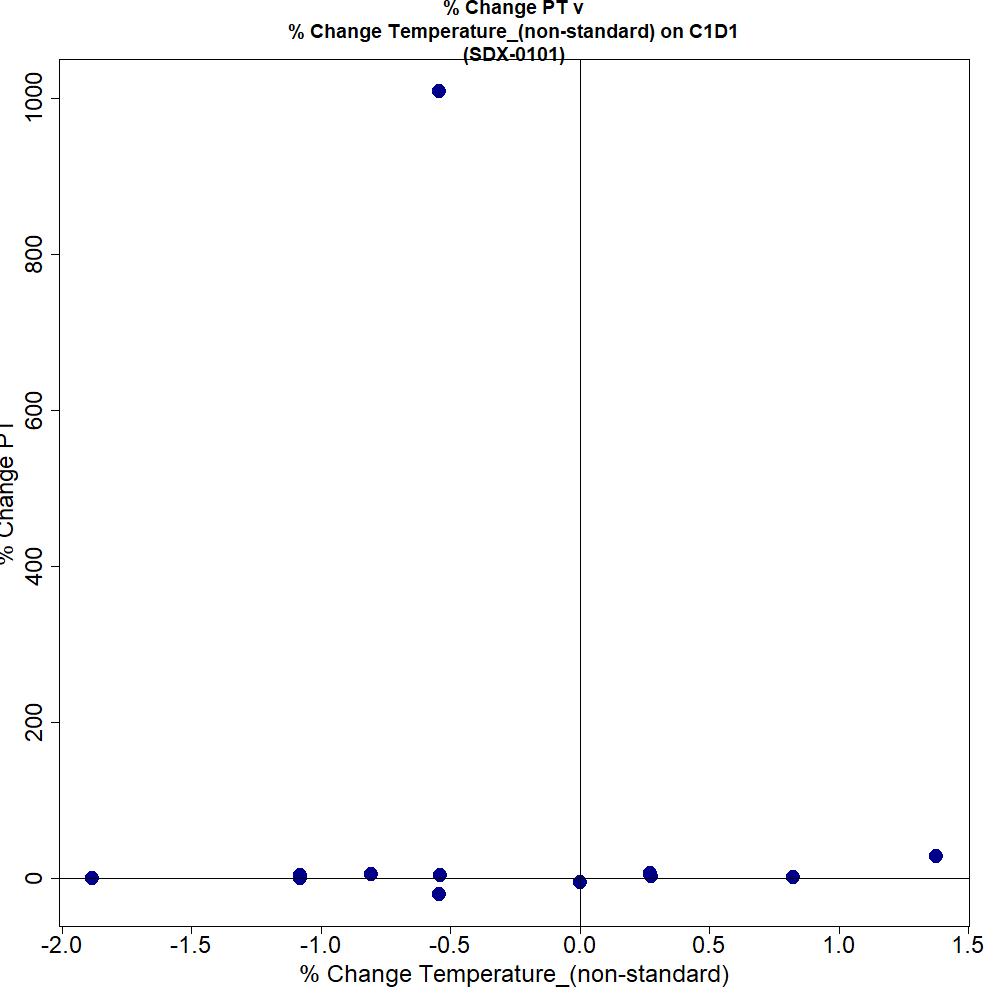 % Change PT v
% Change Temperature_(non-standard) on C1D1
(SDX-0101)
% Change PT
1000
800
600
400
200
0
-2.0 -1.5 -1.0 -0.5 0.0 0.5 1.0 1.5
% Change Temperature_(non-standard)